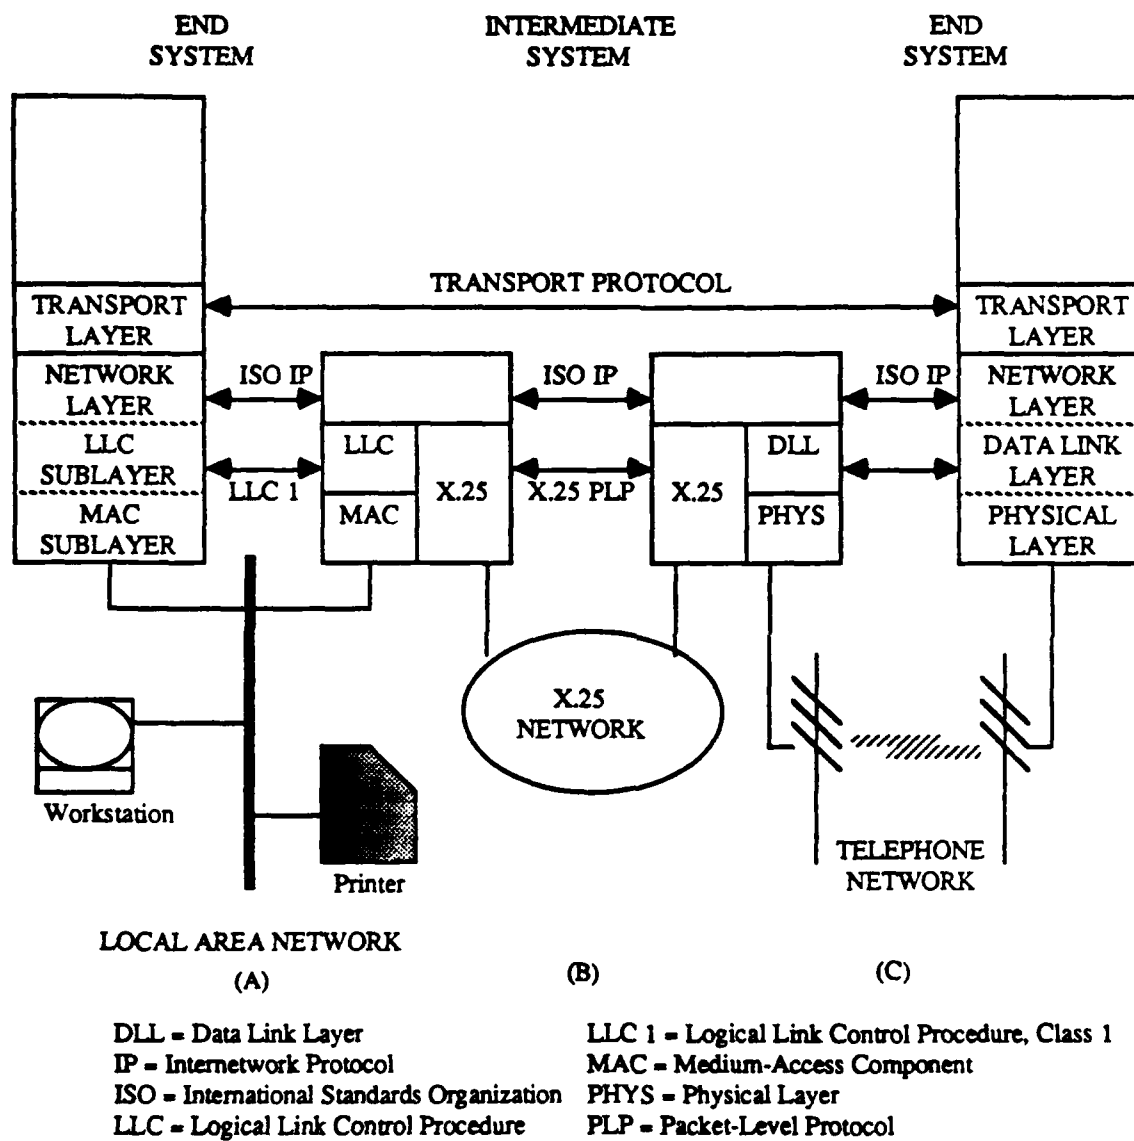 END
SYSTEM
INTERMEDIATE
SYSTEM
END
SYSTEM
TRANSPORT PROTOCOL
TRANSPORT
LAYER
TRANSPORT
LAYER
NETWORK
LAYER
ISO IP
ISO IP
ISO IP
NETWORK
LAYER
LLC
SUBLAYER
LLC 1
LLC
X.25
X.25 PLP
X.25
DLL
DATA LINK
LAYER
MAC
SUBLAYER
MAC
PHYS
PHYSICAL
LAYER
X.25
NETWORK
Workstation
Printer
TELEPHONE
NETWORK
LOCAL AREA NETWORK
(A)
(B)
(C)
DLL = Data Link Layer
IP = Internetwork Protocol
ISO = International Standards Organization
LLC = Logical Link Control Procedure
LLC 1 = Logical Link Control Procedure, Class 1
MAC = Medium-Access Component
PHYS = Physical Layer
PLP = Packet-Level Protocol